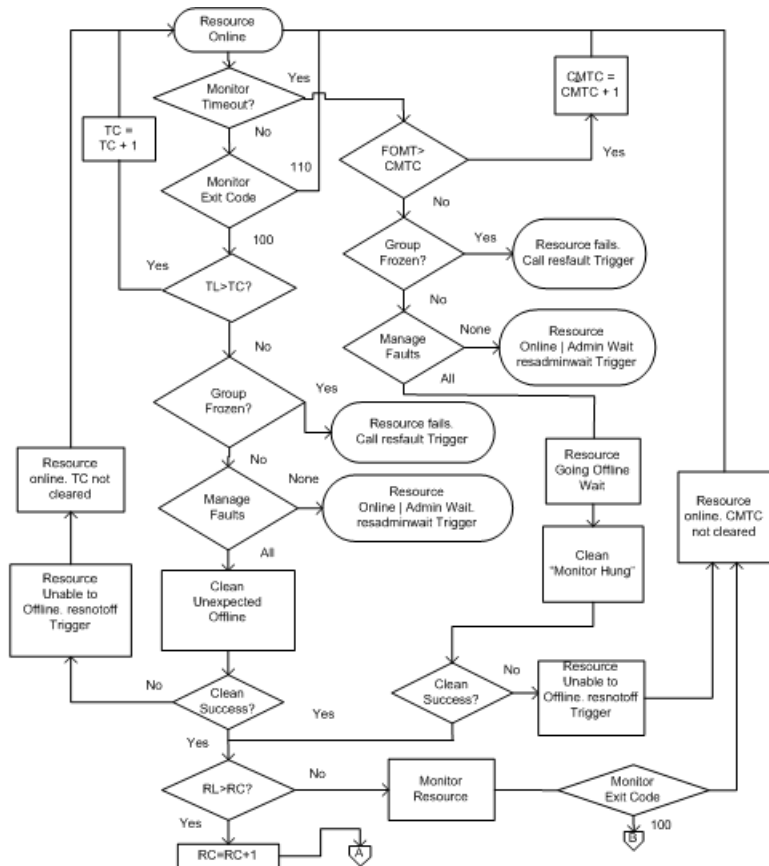 Resource
Online
Monitor
Timeout?
Yes
No
CMTC =
CMTC + 1
TC =
TC + 1
Monitor
Exit Code
110
FOMT>
CMTC
Yes
No
100
Yes
TL>TC?
Group
Frozen?
Yes
Resource fails.
Call resfault Trigger
No
Manage
Faults
None
Resource
Online | Admin Wait
resadminwait Trigger
All
No
Group
Frozen?
Yes
Resource fails.
Call resfault Trigger
No
Resource
online. TC not
cleared
Resource
Going Offline
Wait
Resource
online. CMTC
not cleared
Manage
Faults
None
Resource
Online | Admin Wait.
resadminwait Trigger
All
Clean
"Monitor Hung"
Resource
Unable to
Offline. resnotoff
Trigger
Clean
Unexpected
Offline
No
Clean
Success?
Yes
Yes
Clean
Success?
No
Resource
Unable to
Offline. resnotoff
Trigger
RL>RC?
No
Monitor
Resource
Monitor
Exit Code
100
Yes
RC=RC+1
A
B